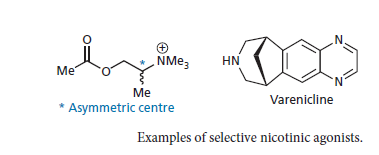 O
⊕
NMe3
Me
O
*
Me
* Asymmetric centre
HN
N
N
Varenicline
Examples of selective nicotinic agonists.